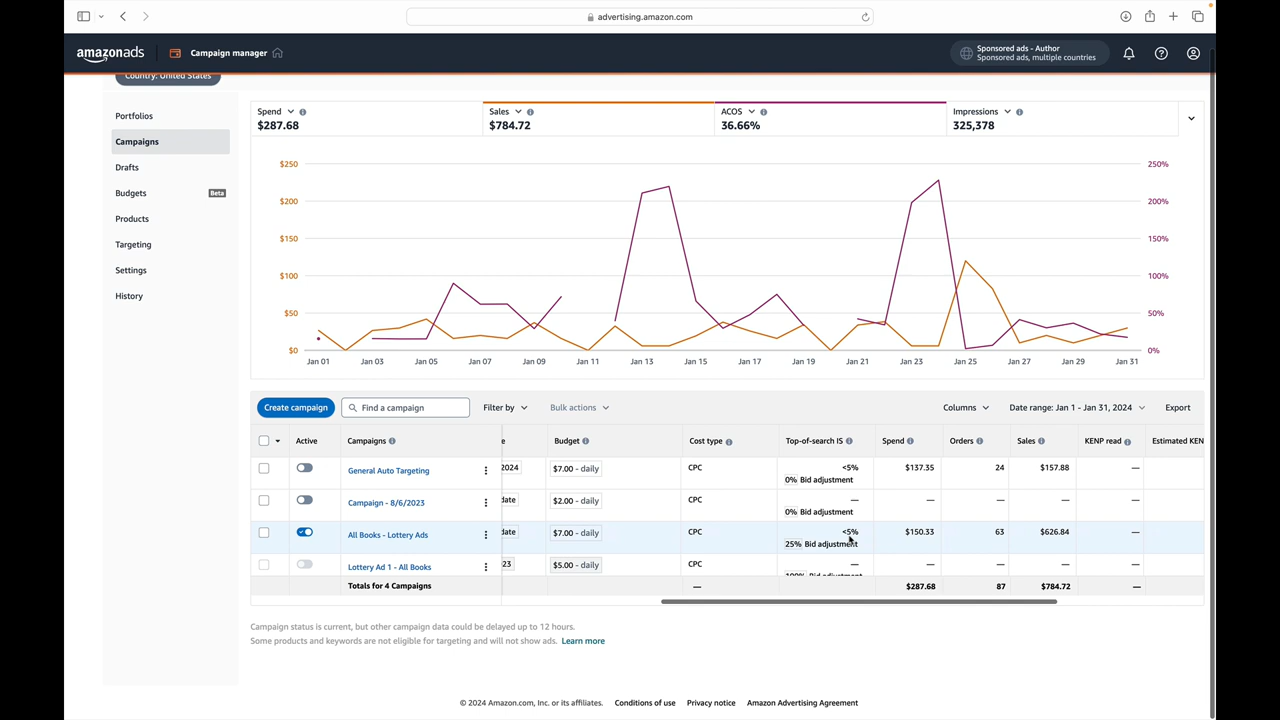 advertising.amazon.com
amazonads
Campaign manager
Sponsored ads - Author
Sponsored ads, multiple countries
Country: United States
Portfolios
Campaigns
Drafts
Budgets Beta
Products
Targeting
Settings
History
Spend Sales ACOS Impressions
$287.68 $784.72 36.66% 325,378
$250 250%
$200 200%
$150 150%
$100 100%
$50 50%
$0 0%
Jan 01 Jan 03 Jan 05 Jan 07 Jan 09 Jan 11 Jan 13 Jan 15 Jan 17 Jan 19 Jan 21 Jan 23 Jan 25 Jan 27 Jan 29 Jan 31
Create campaign Find a campaign Filter by Bulk actions Columns Date range: Jan 1 - Jan 31, 2024 Export
Active Campaigns e Budget Cost type Top-of-search IS Spend Orders Sales KENP read Estimated KEN
General Auto Targeting 2024 $7.00 - daily CPC <5% $137.35 24 $157.88 —
0% Bid adjustment
Campaign - 8/6/2023 date $2.00 - daily CPC — — — — —
0% Bid adjustment
All Books - Lottery Ads date $7.00 - daily CPC <5% $150.33 63 $626.84 —
25% Bid adjustment
Lottery Ad 1 - All Books 23 $5.00 - daily CPC — — — — —
100% Bid adjustment
Totals for 4 Campaigns — $287.68 87 $784.72 —
Campaign status is current, but other campaign data could be delayed up to 12 hours.
Some products and keywords are not eligible for targeting and will not show ads. Learn more
© 2024 Amazon.com, Inc. or its affiliates. Conditions of use Privacy notice Amazon Advertising Agreement